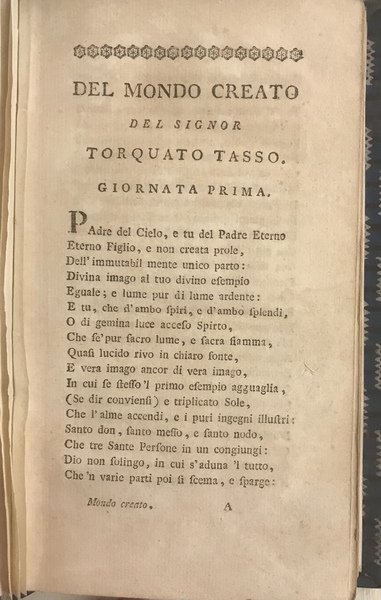 DEL MONDO CREATO
DEL SIGNOR
TORQUATO TASSO.
GIORNATA PRIMA.
Padre del Cielo, e tu del Padre Eterno
Eterno Figlio, e non creata prole,
Dell'immutabil mente unico parto:
Divina imago al tuo divino eſempio
Eguale; e lume pur di lume ardente:
E tu, che d'ambo ſpiri, e d'ambo ſplendi,
O di gemina luce acceſo Spirto,
Che ſe'pur ſacro lume, e ſacra fiamma,
Quaſi lucido rivo in chiaro fonte,
E vera imago ancor di vera imago,
In cui ſe ſteſſo'l primo eſempio agguaglia,
(Se dir convienſi) e triplicato Sole,
Che l'alme accendi, e i puri ingegni illuſtri:
Santo don, ſanto meſſo, e ſanto nodo,
Che tre Sante Perſone in un congiungi:
Dio non ſolingo, in cui s'aduna 'l tutto,
Che 'n varie parti poi ſi ſcema, e ſparge:
Mondo creato. A